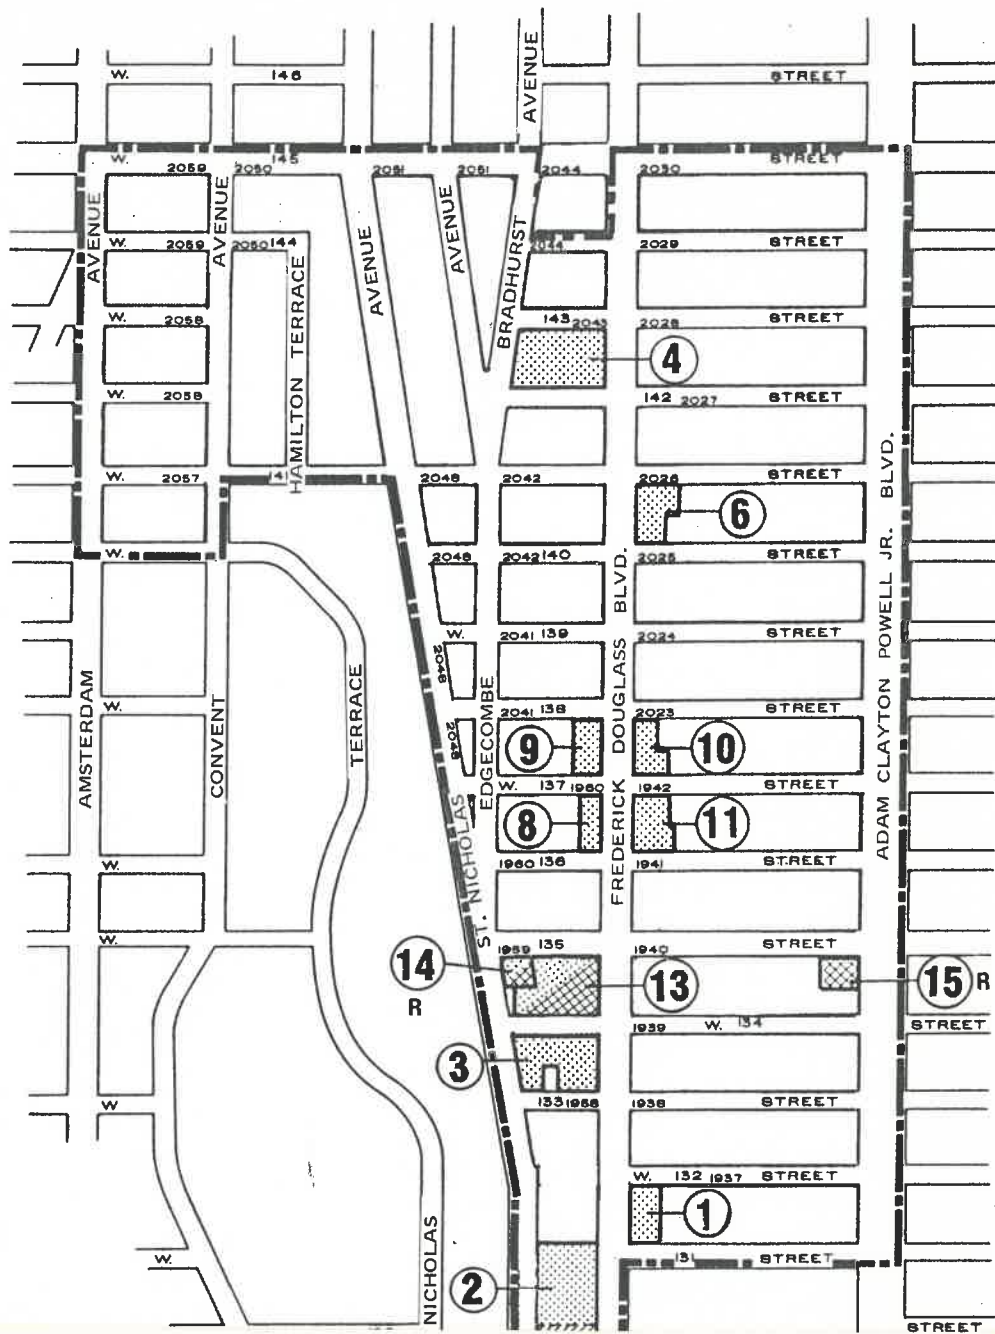 AVENUE
W. 146 STREET
W. 145 STREET
2059 2050 2051 2051 2044 2030
AVENUE AVENUE AVENUE AVENUE BRADHURST
W. 2059 2050 144 2044 2029 STREET
HAMILTON TERRACE
W. 2058 143 2043 2028 STREET
4
W. 2058 142 2027 STREET
W. 2057 141 2048 2042 2026 STREET
6
W. 2048 2042 140 2025 STREET
BLVD.
ADAM CLAYTON POWELL JR. BLVD.
W. 2041 139 2024 STREET
2048
AMSTERDAM
CONVENT
TERRACE
EDGECOMBE
FREDERICK DOUGLASS
W. 2041 138 2023 STREET
2048
9
10
W. 137 1960 1942 STREET
8
11
ST. NICHOLAS
W. 1960 136 1941 STREET
W. 1959 135 1940 STREET
14
R
13
15 R
1939 W. 134 STREET
3
W 133 1958 1938 STREET
W. 132 1937 STREET
1
NICHOLAS
W. 131 STREET
2
STREET